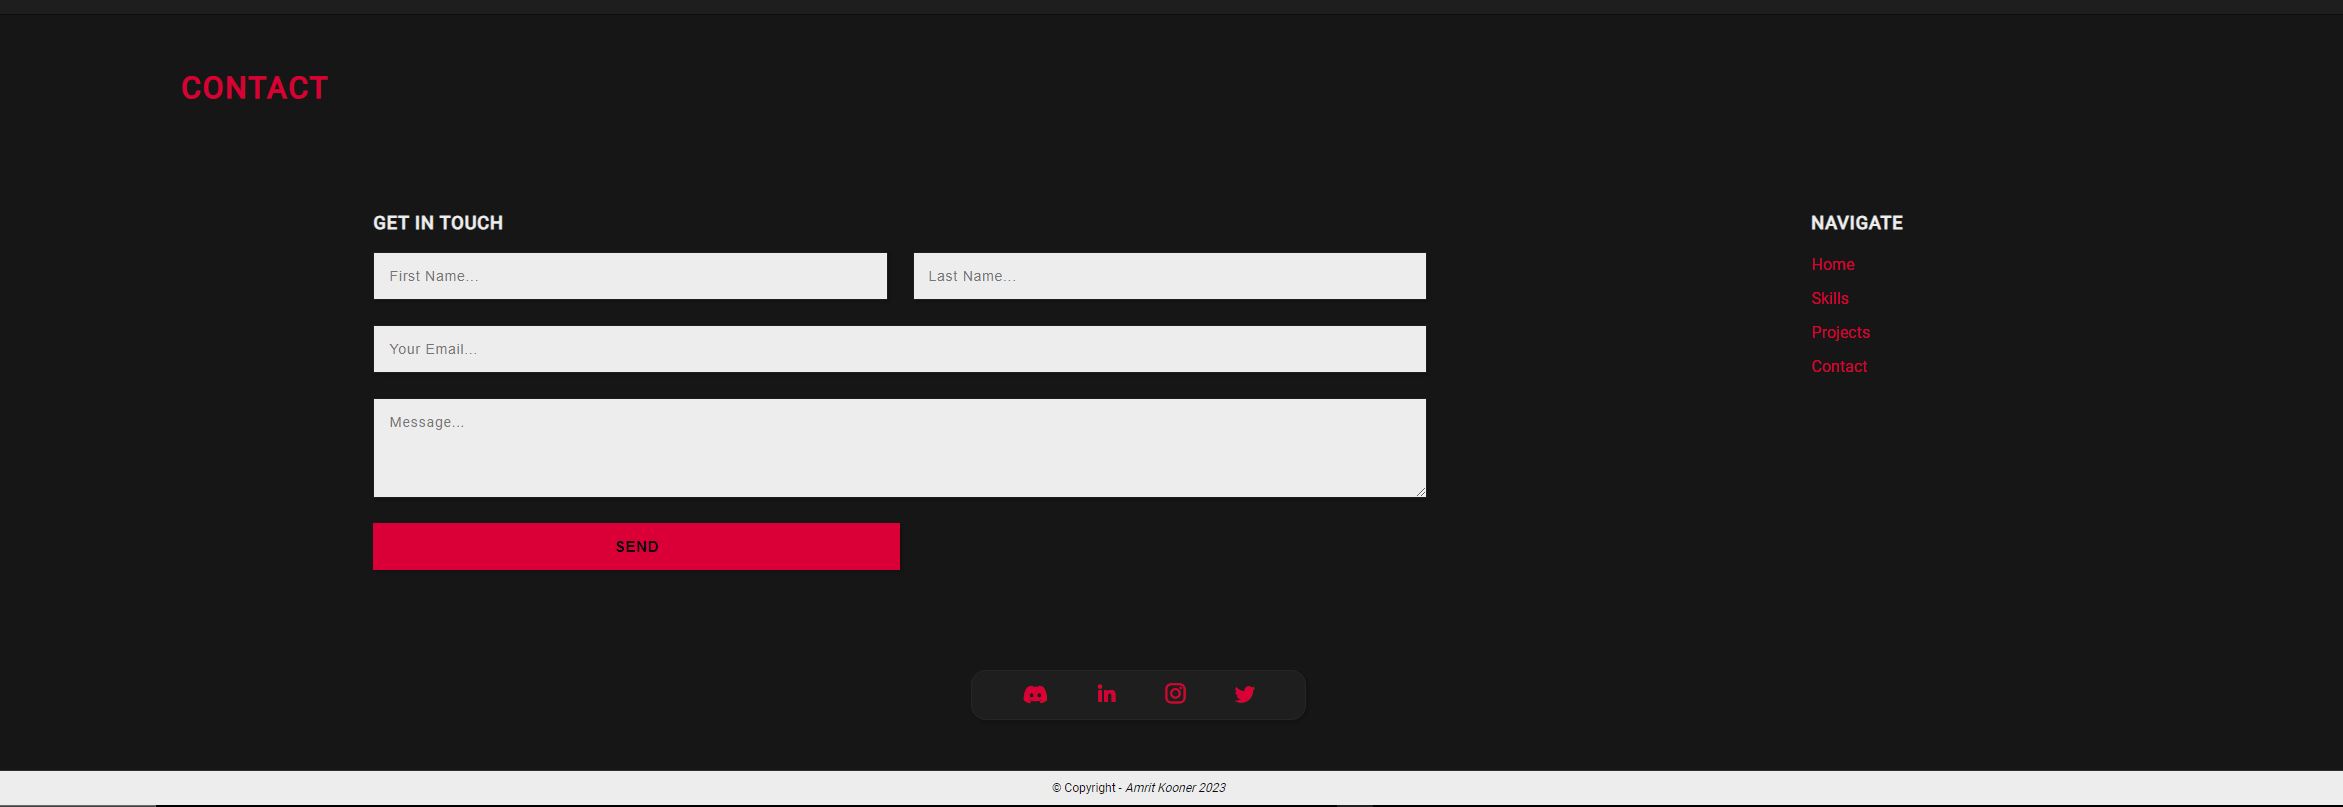 CONTACT
GET IN TOUCH
First Name...
Last Name...
Your Email...
Message...
SEND
NAVIGATE
Home
Skills
Projects
Contact
© Copyright - Amrit Kooner 2023